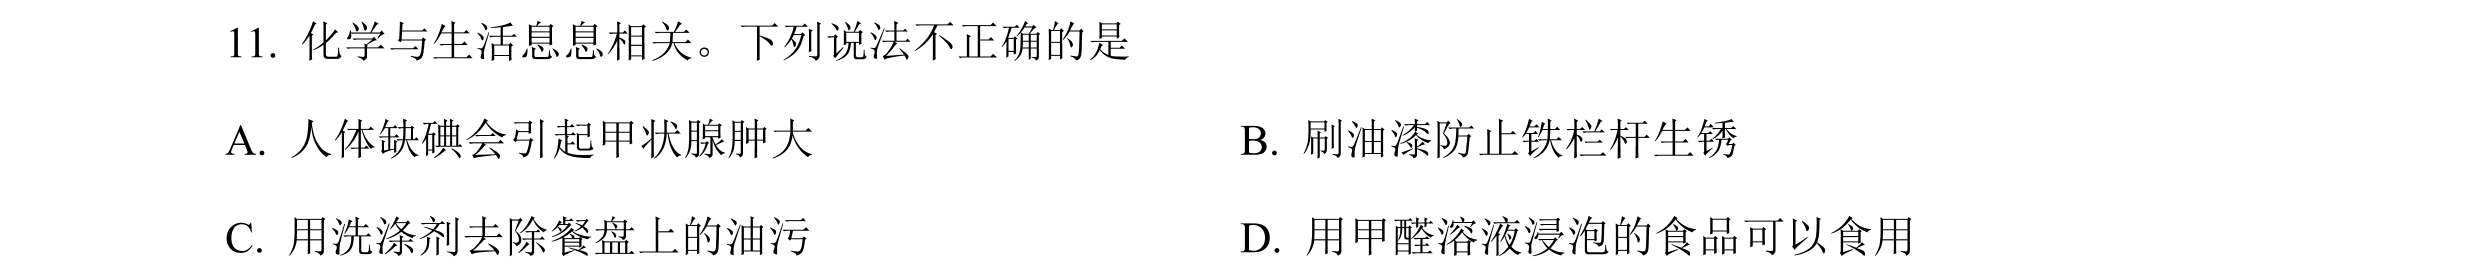 11. 化学与生活息息相关。下列说法不正确的是
A. 人体缺碘会引起甲状腺肿大 B. 刷油漆防止铁栏杆生锈
C. 用洗涤剂去除餐盘上的油污 D. 用甲醛溶液浸泡的食品可以食用